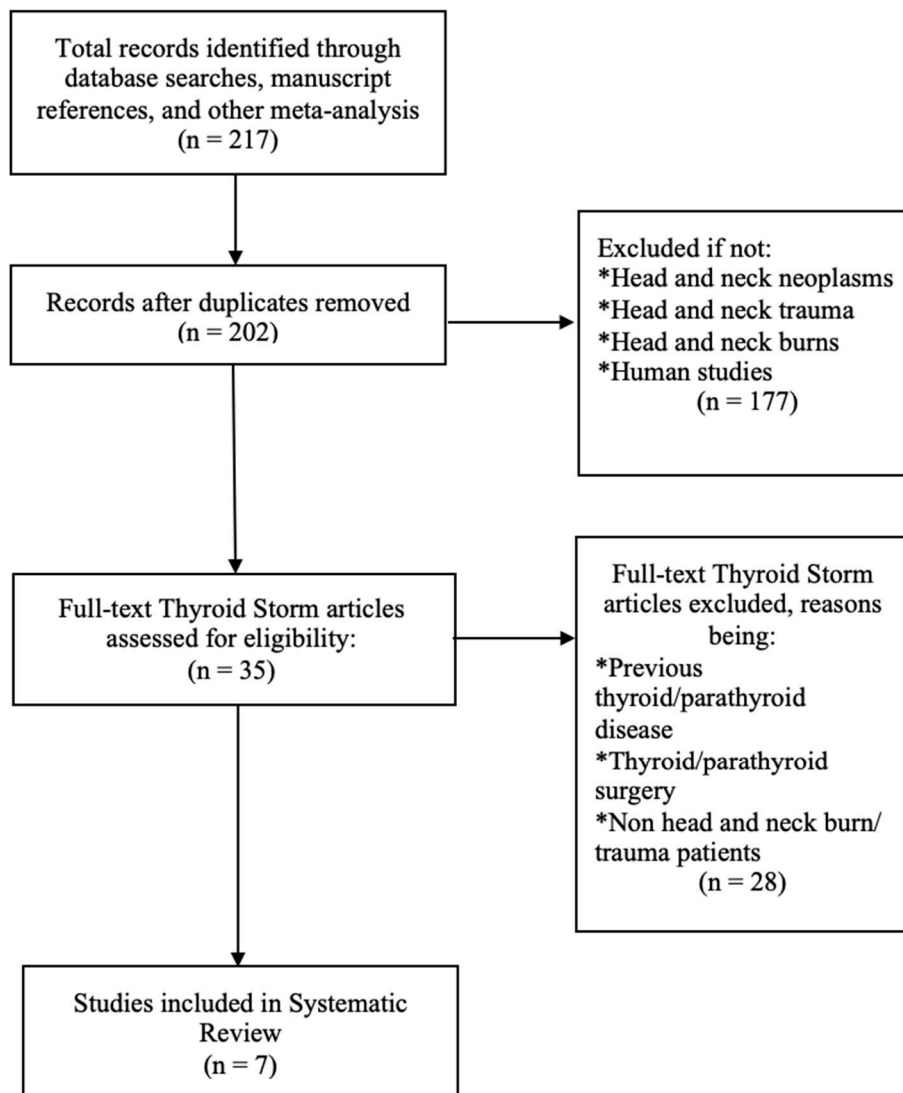 Total records identified through
database searches, manuscript
references, and other meta-analysis
(n = 217)
Records after duplicates removed
(n = 202)
Excluded if not:
*Head and neck neoplasms
*Head and neck trauma
*Head and neck burns
*Human studies
(n = 177)
Full-text Thyroid Storm articles
assessed for eligibility:
(n = 35)
Full-text Thyroid Storm
articles excluded, reasons
being:
*Previous
thyroid/parathyroid
disease
*Thyroid/parathyroid
surgery
*Non head and neck burn/
trauma patients
(n = 28)
Studies included in Systematic
Review
(n = 7)